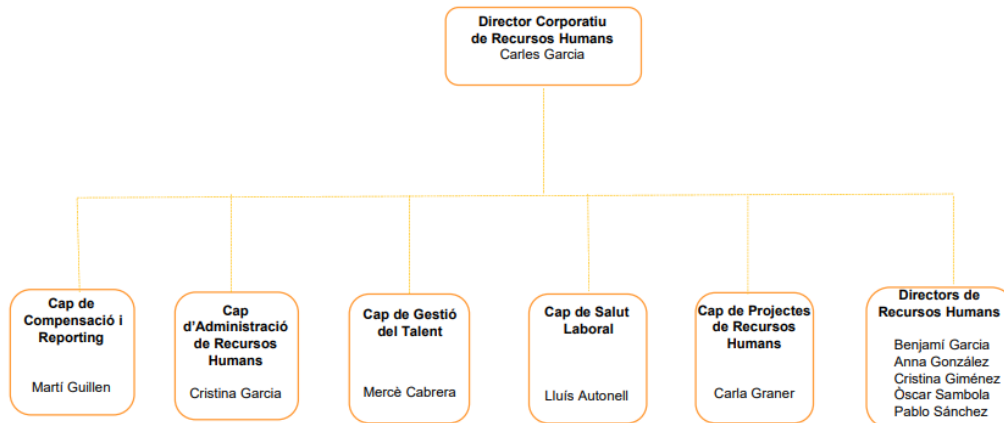 Director Corporatiu
de Recursos Humans
Carles Garcia
Cap de
Compensació i
Reporting
Martí Guillen
Cap
d'Administració
de Recursos
Humans
Cristina Garcia
Cap de Gestió
del Talent
Mercè Cabrera
Cap de Salut
Laboral
Lluís Autonell
Cap de Projectes
de Recursos
Humans
Carla Graner
Directors de
Recursos Humans
Benjamí Garcia
Anna González
Cristina Giménez
Òscar Sambola
Pablo Sánchez